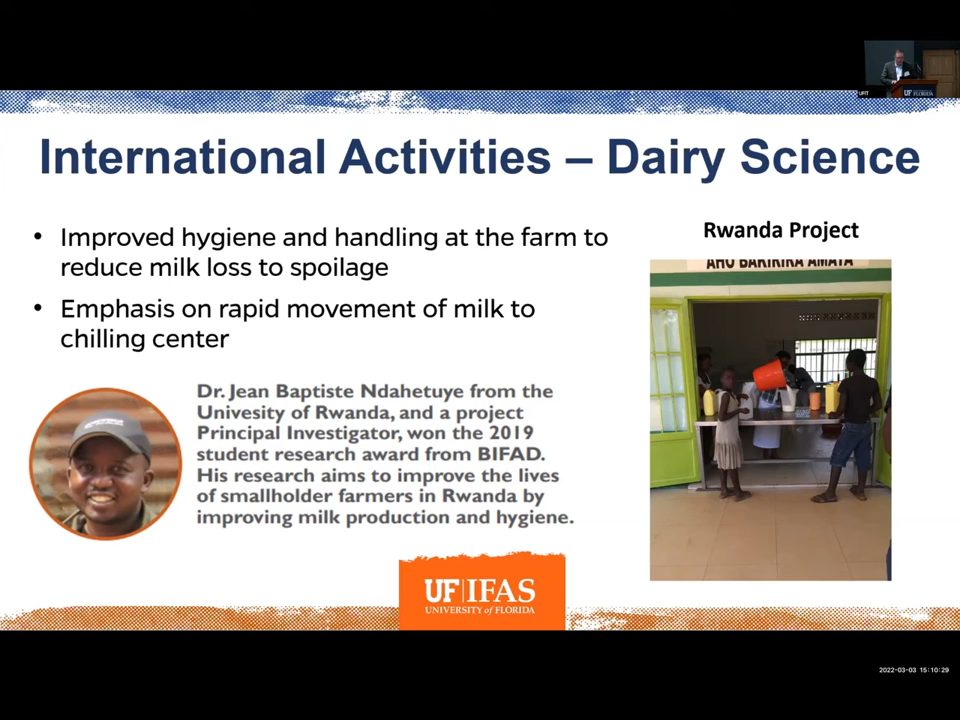 UF FLORIDA
UFIT
International Activities – Dairy Science
• Improved hygiene and handling at the farm to
reduce milk loss to spoilage
• Emphasis on rapid movement of milk to
chilling center
Rwanda Project
AHO BARIRIRA AMATA
Dr. Jean Baptiste Ndahetuye from the
Univesity of Rwanda, and a project
Principal Investigator, won the 2019
student research award from BIFAD.
His research aims to improve the lives
of smallholder farmers in Rwanda by
improving milk production and hygiene.
UF|IFAS
UNIVERSITY of FLORIDA
2022-03-03 15:10:29